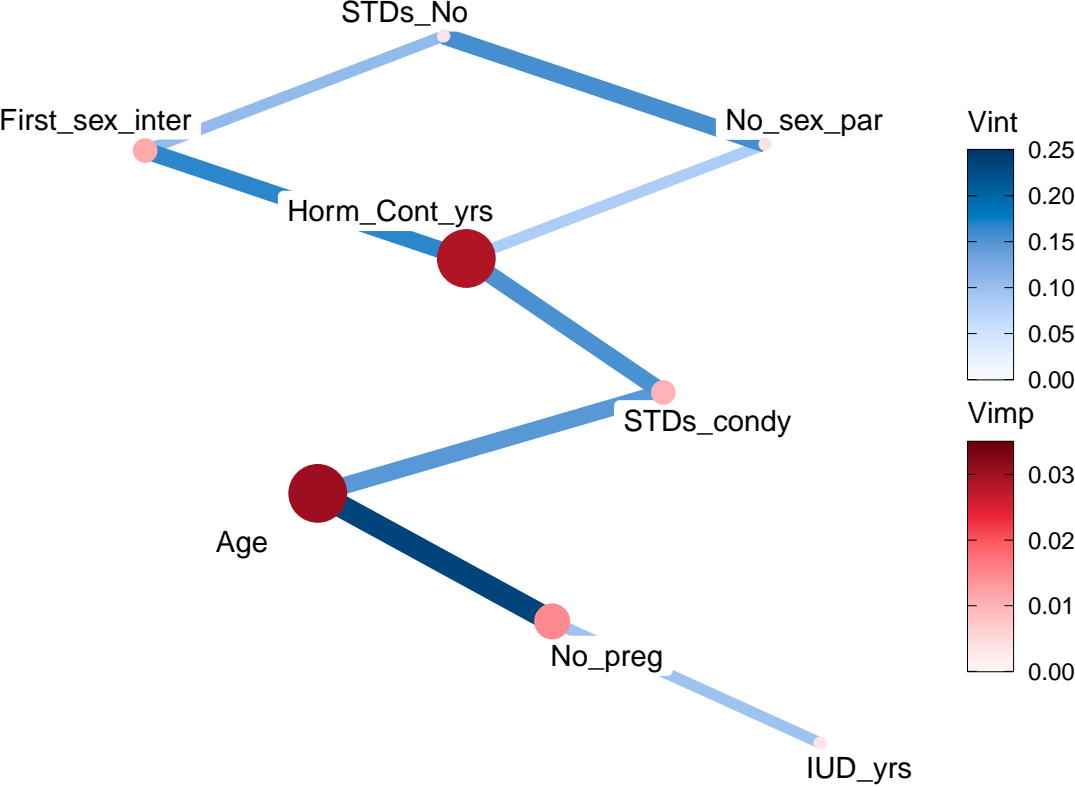 STDs_No
First_sex_inter
No_sex_par
Horm_Cont_yrs
STDs_condy
Age
No_preg
IUD_yrs
Vint
0.25
0.20
0.15
0.10
0.05
0.00
Vimp
0.03
0.02
0.01
0.00